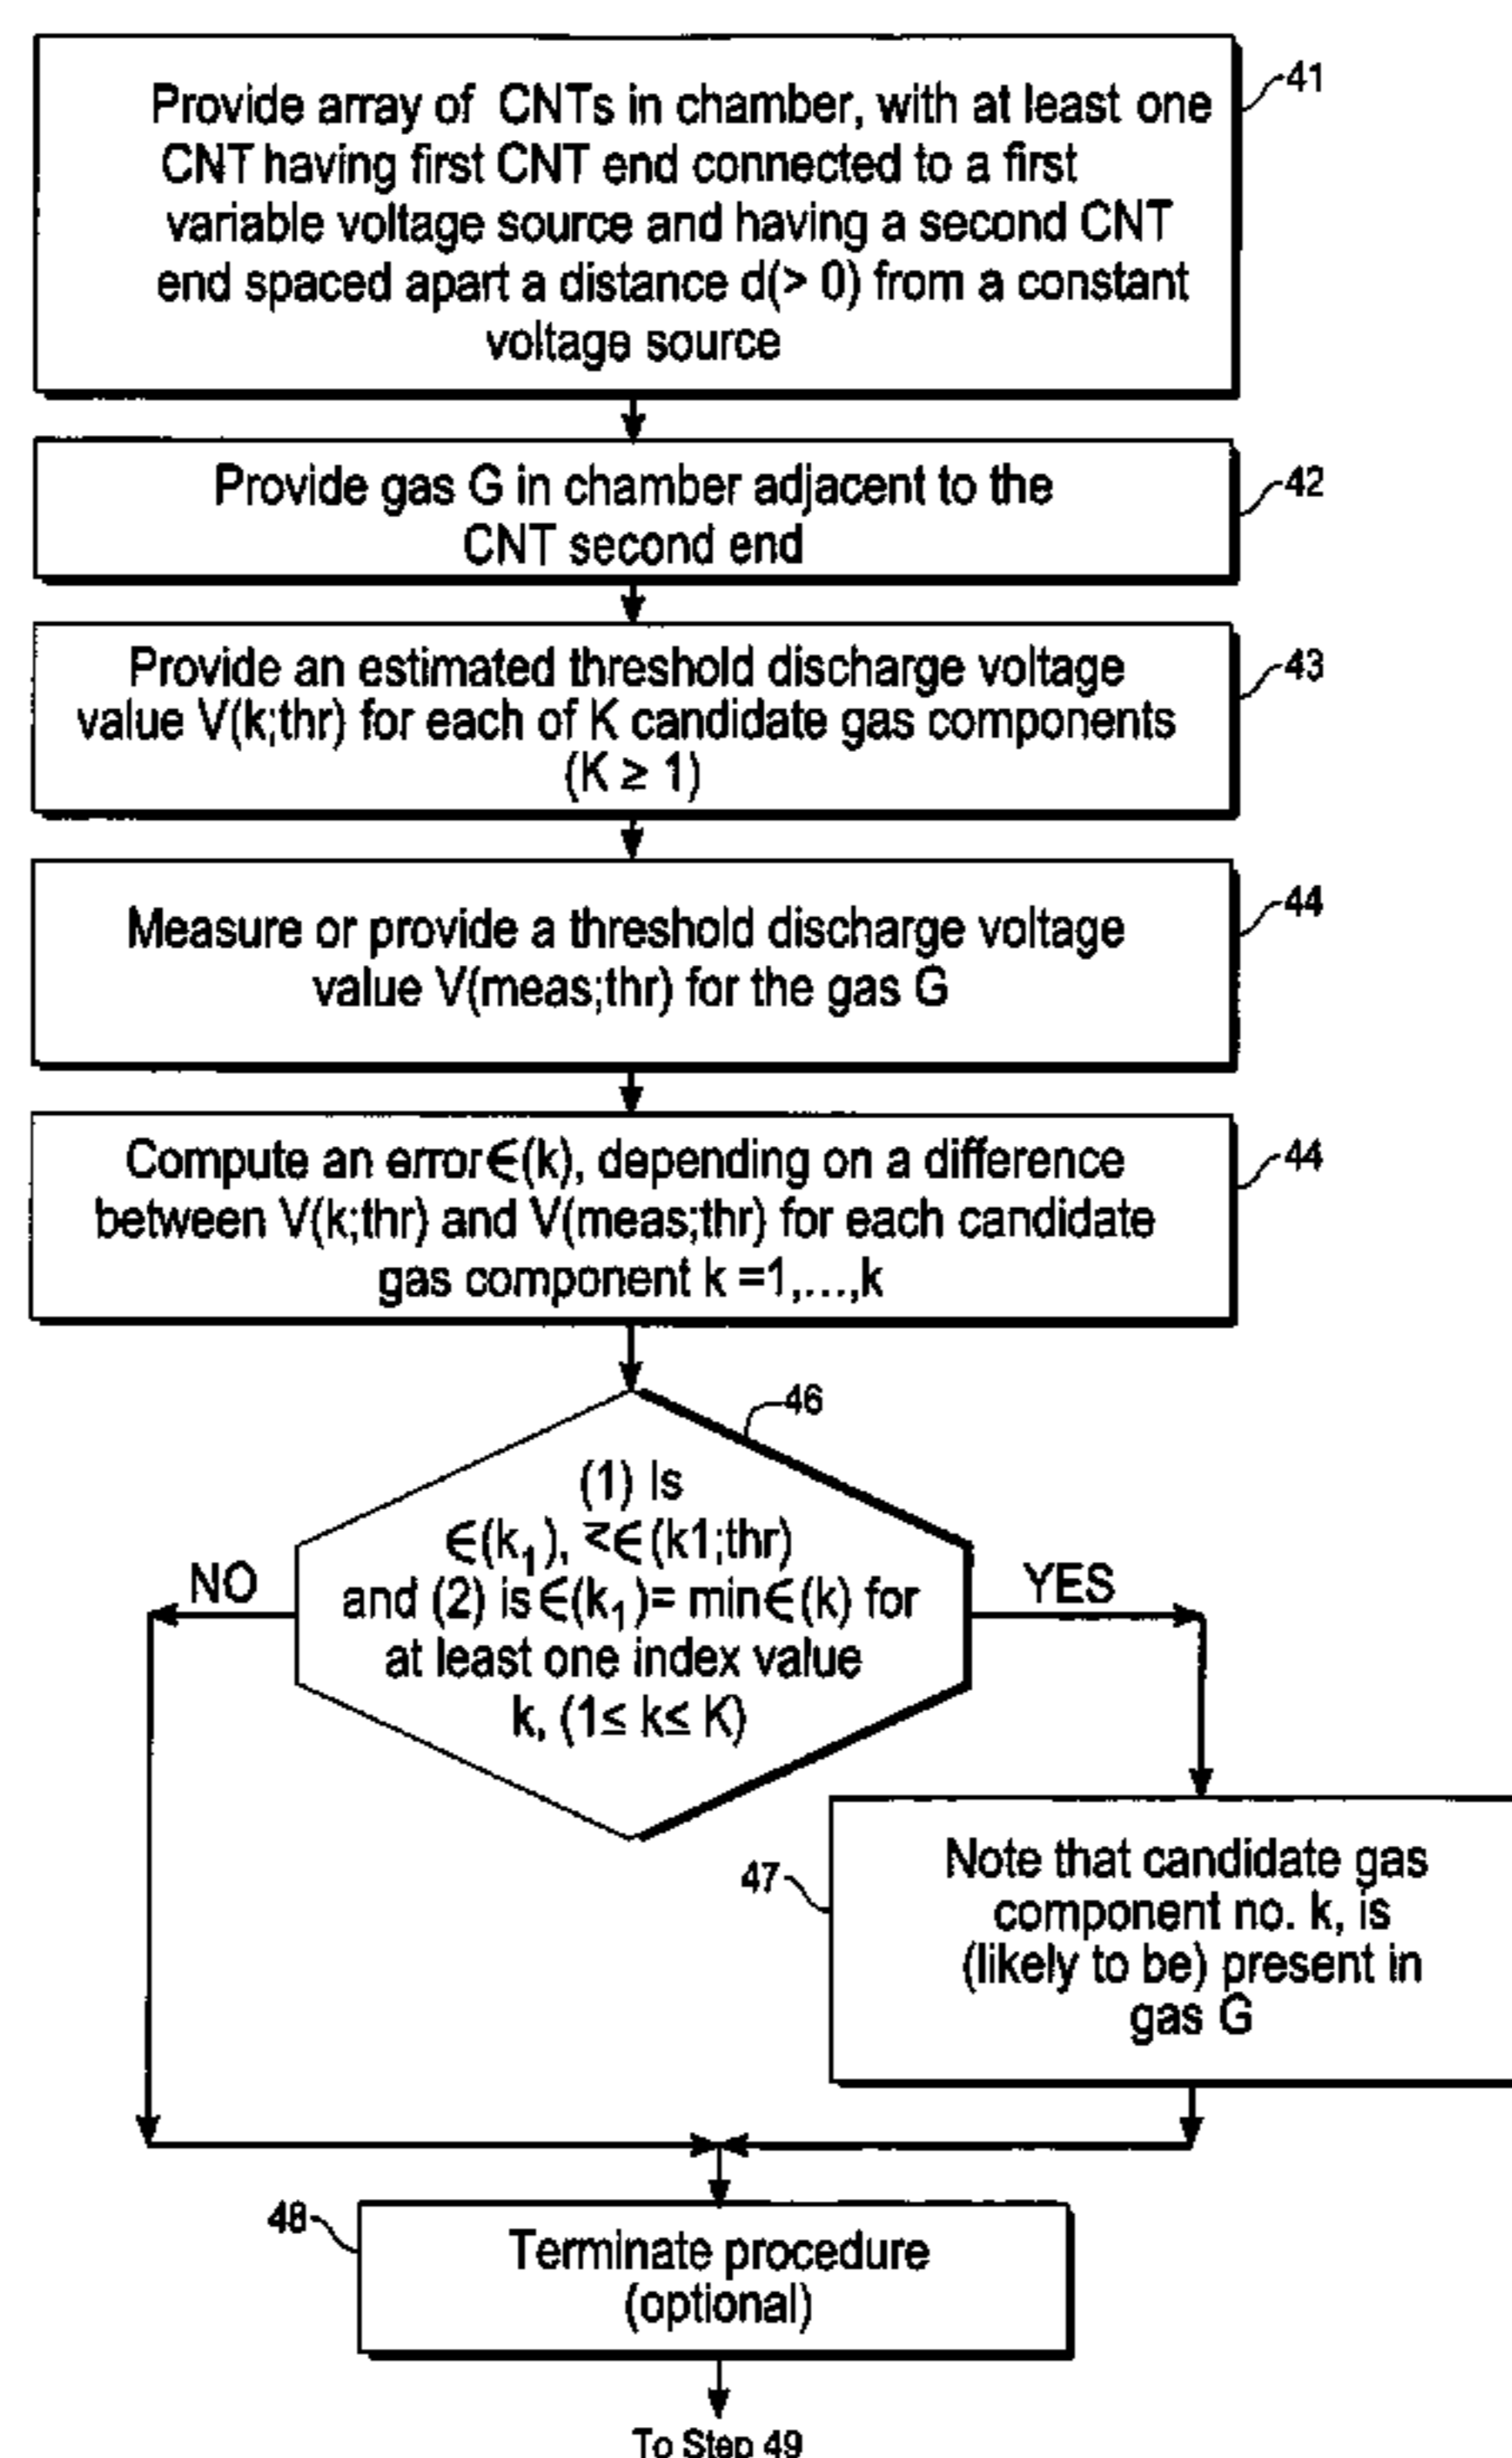 Provide array of CNTs in chamber, with at least one
CNT having first CNT end connected to a first
variable voltage source and having a second CNT
end spaced apart a distance d(> 0) from a constant
voltage source
41
Provide gas G in chamber adjacent to the
CNT second end
42
Provide an estimated threshold discharge voltage
value V(k;thr) for each of K candidate gas components
(K ≥ 1)
43
Measure or provide a threshold discharge voltage
value V(meas;thr) for the gas G
44
Compute an error∈(k), depending on a difference
between V(k;thr) and V(meas;thr) for each candidate
gas component k =1,...,k
44
46
(1) Is
∈(k₁), ≤∈(k1;thr)
and (2) is∈(k₁)= min∈(k) for
at least one index value
k, (1≤ k≤ K)
NO
YES
47
Note that candidate gas
component no. k, is
(likely to be) present in
gas G
48
Terminate procedure
(optional)
To Step 49